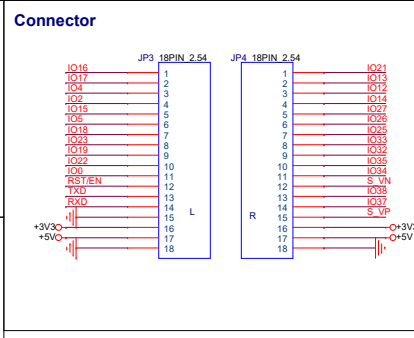 Connector
JP3 18PIN_2.54
JP4 18PIN_2.54
IO16 1
IO17 2
IO4 3
IO2 4
IO15 5
IO5 6
IO18 7
IO23 8
IO19 9
IO22 10
IO0 11
RST/EN 12
TXD 13
RXD 14
15
+3V3 16
+5V 17
18
L
1 IO21
2 IO13
3 IO12
4 IO14
5 IO27
6 IO26
7 IO25
8 IO33
9 IO32
10 IO35
11 IO34
12 S_VN
13 IO38
14 IO37
15 S_VP
16 +3V3
17 +5V
18
R